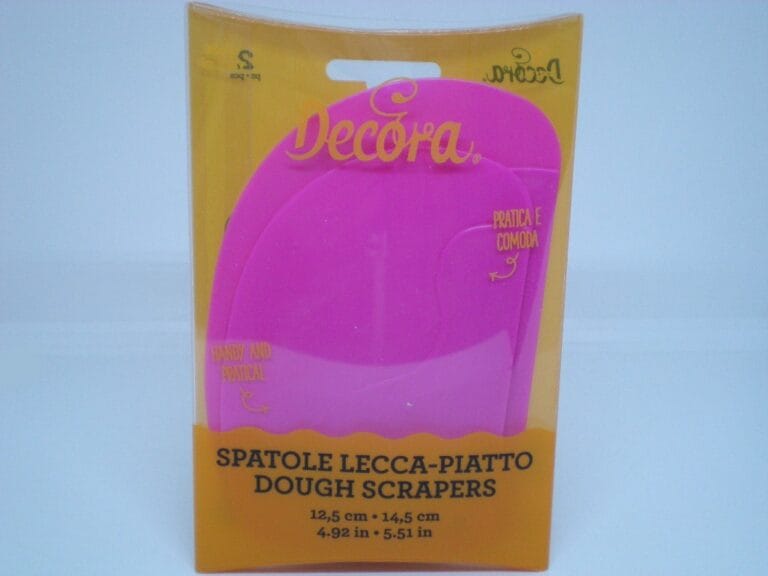 2
pz • pcs
Decora
Decora®
PRATICA E
COMODA
HANDY AND
PRATICAL
SPATOLE LECCA-PIATTO
DOUGH SCRAPERS
12,5 cm • 14,5 cm
4.92 in • 5.51 in